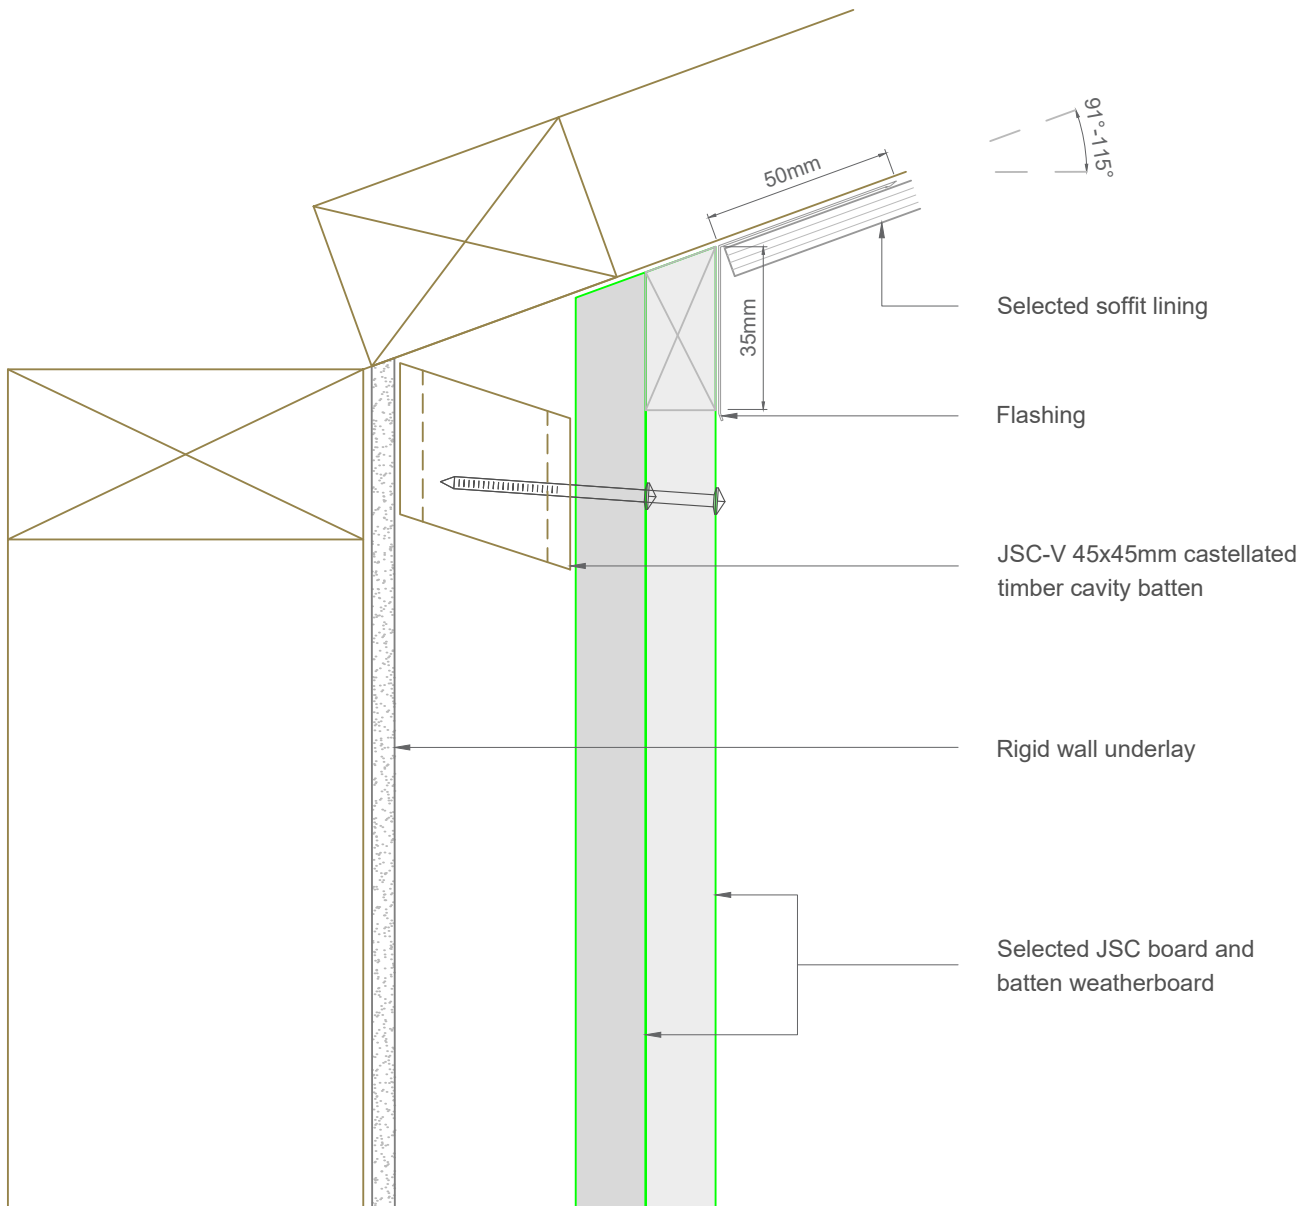 91°-115°
50mm
35mm
Selected soffit lining
Flashing
JSC-V 45x45mm castellated
timber cavity batten
Rigid wall underlay
Selected JSC board and
batten weatherboard